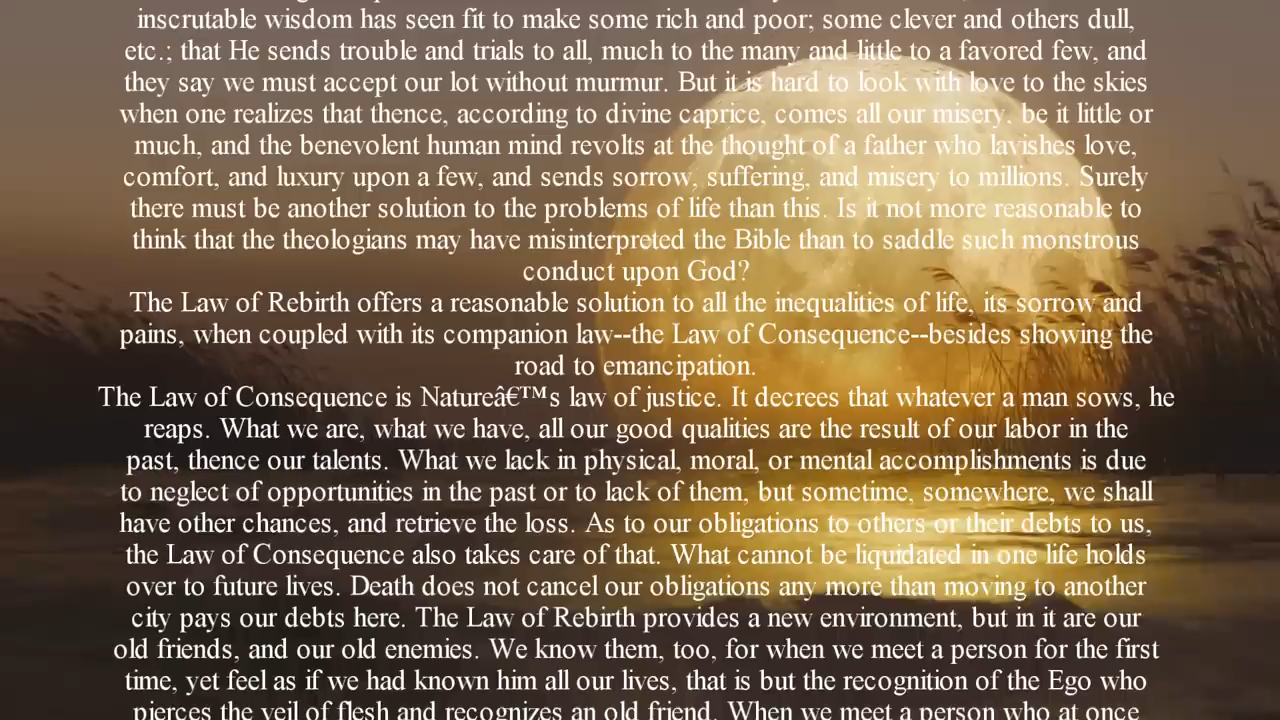 inscrutable wisdom has seen fit to make some rich and poor; some clever and others dull,
etc.; that He sends trouble and trials to all, much to the many and little to a favored few, and
they say we must accept our lot without murmur. But it is hard to look with love to the skies
when one realizes that thence, according to divine caprice, comes all our misery. be it little or
much, and the benevolent human mind revolts at the thought of a father who lavishes love,
comfort, and luxury upon a few, and sends sorrow, suffering, and misery to millions. Surely
there must be another solution to the problems of life than this. Is it not more reasonable to
think that the theologians may have misinterpreted the Bible than to saddle such monstrous
conduct upon God?
The Law of Rebirth offers a reasonable solution to all the inequalities of life, its sorrow and
pains, when coupled with its companion law--the Law of Consequence--besides showing the
road to emancipation.
The Law of Consequence is Natureâ€™s law of justice. It decrees that whatever a man sows, he
reaps. What we are, what we have, all our good qualities are the result of our labor in the
past, thence our talents. What we lack in physical, moral, or mental accomplishments is due
to neglect of opportunities in the past or to lack of them, but sometime, somewhere, we shall
have other chances, and retrieve the loss. As to our obligations to others or their debts to us,
the Law of Consequence also takes care of that. What cannot be liquidated in one life holds
over to future lives. Death does not cancel our obligations any more than moving to another
city pays our debts here. The Law of Rebirth provides a new environment, but in it are our
old friends, and our old enemies. We know them, too, for when we meet a person for the first
time, yet feel as if we had known him all our lives, that is but the recognition of the Ego who
pierces the veil of flesh and recognizes an old friend. When we meet a person who at once